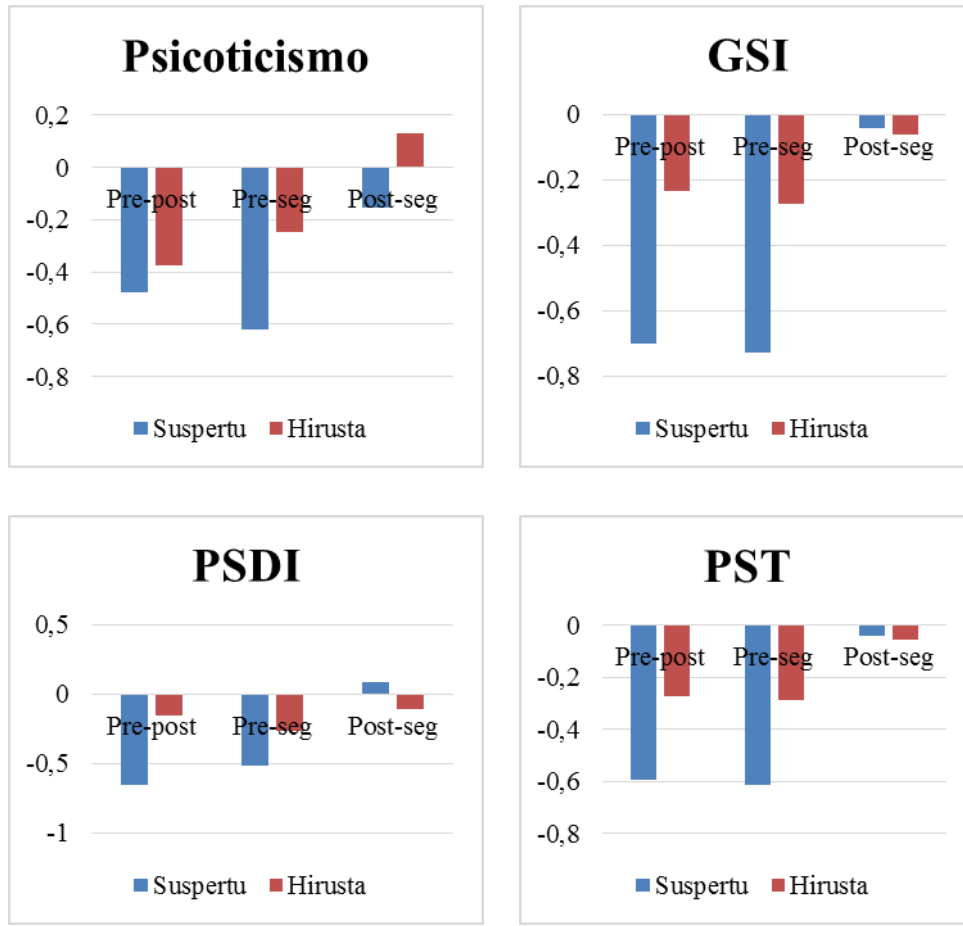 Psicoticismo
0,2
0
-0,2
-0,4
-0,6
-0,8
Pre-post Pre-seg Post-seg
Suspertu Hirusta
GSI
0
-0,2
-0,4
-0,6
-0,8
Pre-post Pre-seg Post-seg
Suspertu Hirusta
PSDI
0,5
0
-0,5
-1
Pre-post Pre-seg Post-seg
Suspertu Hirusta
PST
0
-0,2
-0,4
-0,6
-0,8
Pre-post Pre-seg Post-seg
Suspertu Hirusta